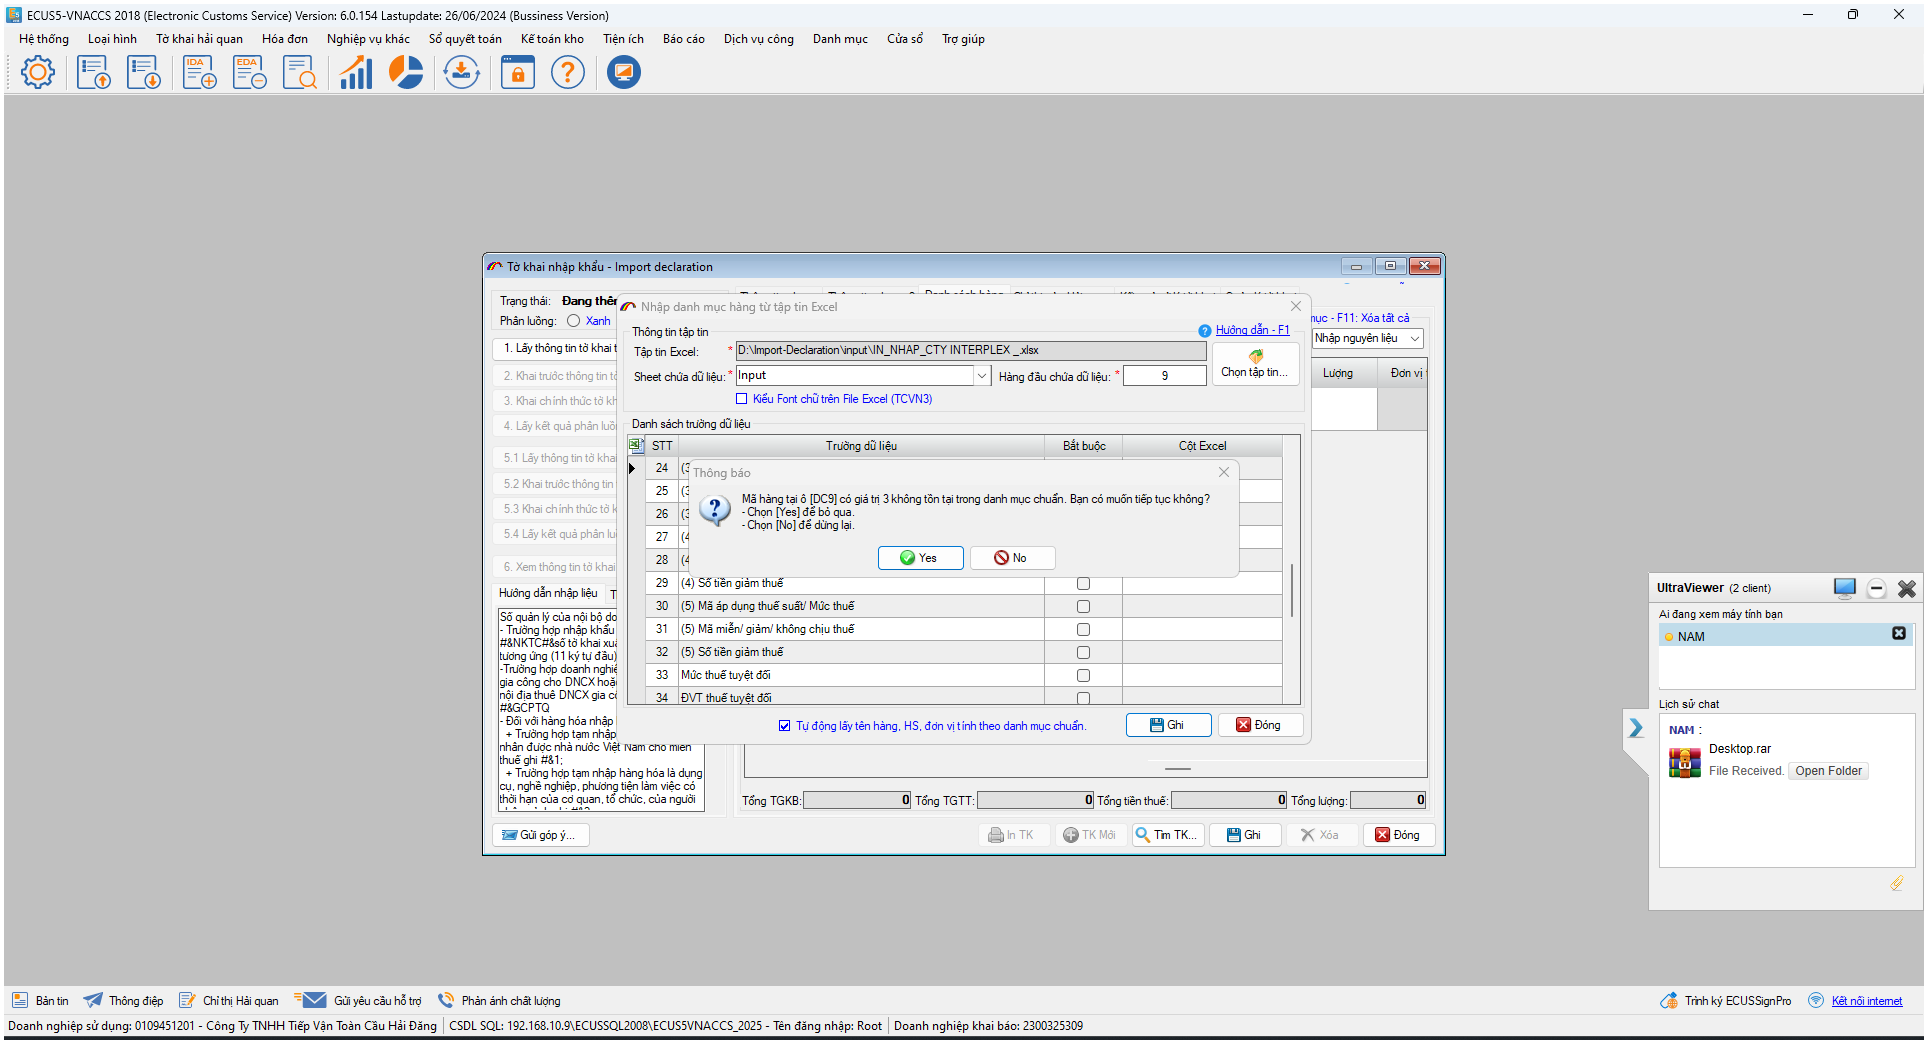 ECUS5-VNACCS 2018 (Electronic Customs Service) Version: 6.0.154 Lastupdate: 26/06/2024 (Bussiness Version)
Hệ thống Loại hình Tờ khai hải quan Hóa đơn Nghiệp vụ khác Sổ quyết toán Kế toán kho Tiện ích Báo cáo Dịch vụ công Danh mục Cửa sổ Trợ giúp
IDA EDA
Tờ khai nhập khẩu - Import declaration
Trạng thái: Đang thêm
Phân luồng: Xanh
1. Lấy thông tin tờ khai t
2. Khai trước thông tin tờ
3. Khai chính thức tờ kh
4. Lấy kết quả phân luồn
5.1 Lấy thông tin tờ khai
5.2 Khai trước thông tin
5.3 Khai chính thức tờ k
5.4 Lấy kết quả phân luồ
6. Xem thông tin tờ khai
Hướng dẫn nhập liệu T
Số quản lý của nội bộ do
- Trường hợp nhập khẩu
#&NKTC#&số tờ khai xuấ
tương ứng (11 ký tự đầu)
-Trường hợp doanh nghiệ
gia công cho DNCX hoặc
nội địa thuê DNCX gia cô
#&GCPTQ
- Đối với hàng hóa nhập
+ Trường hợp tạm nhập
nhân được nhà nước Việt Nam cho miễn
thuế ghi #&1;
+ Trường hợp tạm nhập hàng hóa là dụng
cụ, nghề nghiệp, phương tiện làm việc có
thời hạn của cơ quan, tổ chức, của người
Nhập danh mục hàng từ tập tin Excel
Thông tin tập tin
Hướng dẫn - F1
Tập tin Excel: * D:\Import-Declaration\input\IN_NHAP_CTY INTERPLEX _.xlsx
Chọn tập tin...
Sheet chứa dữ liệu: * Input Hàng đầu chứa dữ liệu: * 9
Kiểu Font chữ trên File Excel (TCVN3)
Danh sách trường dữ liệu
STT Trường dữ liệu Bắt buộc Cột Excel
24 (3
25 (3
26 (3
27 (4
28 (4
29 (4) Số tiền giảm thuế
30 (5) Mã áp dụng thuế suất/ Mức thuế
31 (5) Mã miễn/ giảm/ không chịu thuế
32 (5) Số tiền giảm thuế
33 Mức thuế tuyệt đối
34 ĐVT thuế tuyệt đối
Tự động lấy tên hàng, HS, đơn vị tính theo danh mục chuẩn.
Ghi Đóng
Thông báo
Mã hàng tại ô [DC9] có giá trị 3 không tồn tại trong danh mục chuẩn. Bạn có muốn tiếp tục không?
- Chọn [Yes] để bỏ qua.
- Chọn [No] để dừng lại.
Yes No
mục - F11: Xóa tất cả
Nhập nguyên liệu
Lượng Đơn vị
Tổng TGKB: 0 Tổng TGTT: 0 Tổng tiền thuế: 0 Tổng lượng: 0
Gửi góp ý... In TK TK Mới Tìm TK... Ghi Xóa Đóng
UltraViewer (2 client)
Ai đang xem máy tính bạn
NAM
Lịch sử chat
NAM :
Desktop.rar
File Received. Open Folder
Bản tin Thông điệp Chỉ thị Hải quan Gửi yêu cầu hỗ trợ Phản ánh chất lượng Trình ký ECUSSignPro Kết nối internet
Doanh nghiệp sử dụng: 0109451201 - Công Ty TNHH Tiếp Vận Toàn Cầu Hải Đăng CSDL SQL: 192.168.10.9\ECUSSQL2008\ECUS5VNACCS_2025 - Tên đăng nhập: Root Doanh nghiệp khai báo: 2300325309